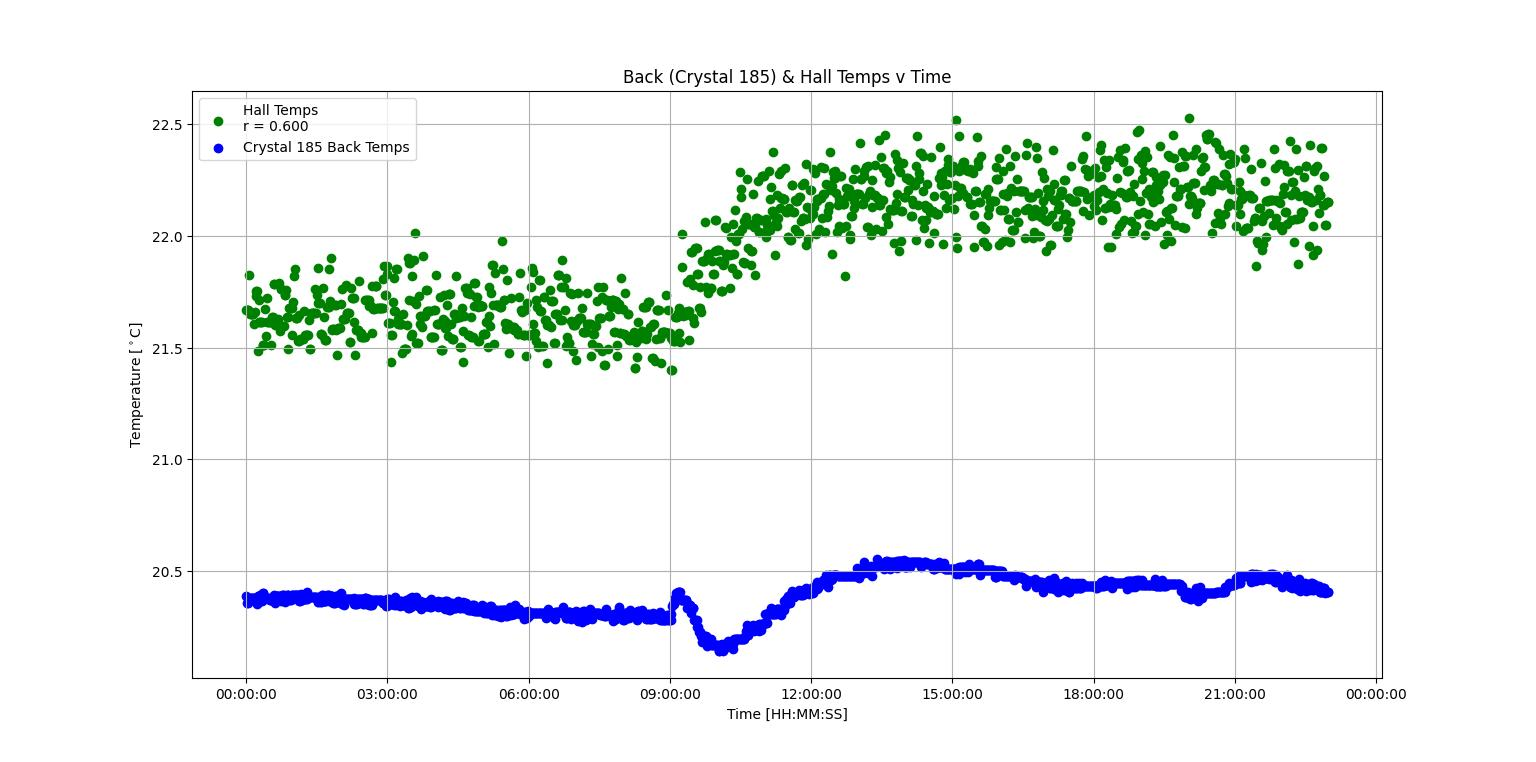 Back (Crystal 185) & Hall Temps v Time
Hall Temps
r = 0.600
Crystal 185 Back Temps
Temperature [°C]
22.5
22.0
21.5
21.0
20.5
00:00:00 03:00:00 06:00:00 09:00:00 12:00:00 15:00:00 18:00:00 21:00:00 00:00:00
Time [HH:MM:SS]